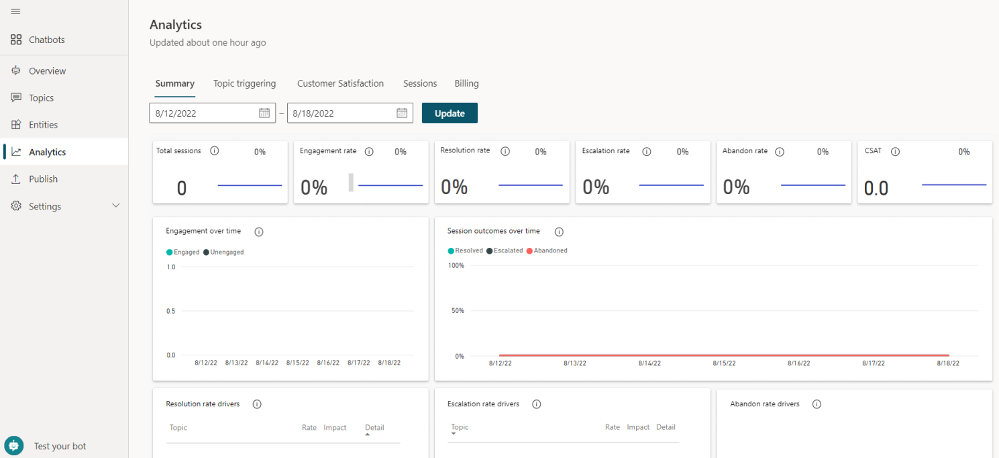 Chatbots
Overview
Topics
Entities
Analytics
Publish
Settings
Test your bot
Analytics
Updated about one hour ago
Summary Topic triggering Customer Satisfaction Sessions Billing
8/12/2022 – 8/18/2022 Update
Total sessions 0%
0
Engagement rate 0%
0%
Resolution rate 0%
0%
Escalation rate 0%
0%
Abandon rate 0%
0%
CSAT 0%
0.0
Engagement over time
Engaged Unengaged
1.0
0.5
0.0
8/12/22 8/13/22 8/14/22 8/15/22 8/16/22 8/17/22 8/18/22
Session outcomes over time
Resolved Escalated Abandoned
100%
50%
0%
8/12/22 8/13/22 8/14/22 8/15/22 8/16/22 8/17/22 8/18/22
Resolution rate drivers
Topic Rate Impact Detail
Escalation rate drivers
Topic Rate Impact Detail
Abandon rate drivers